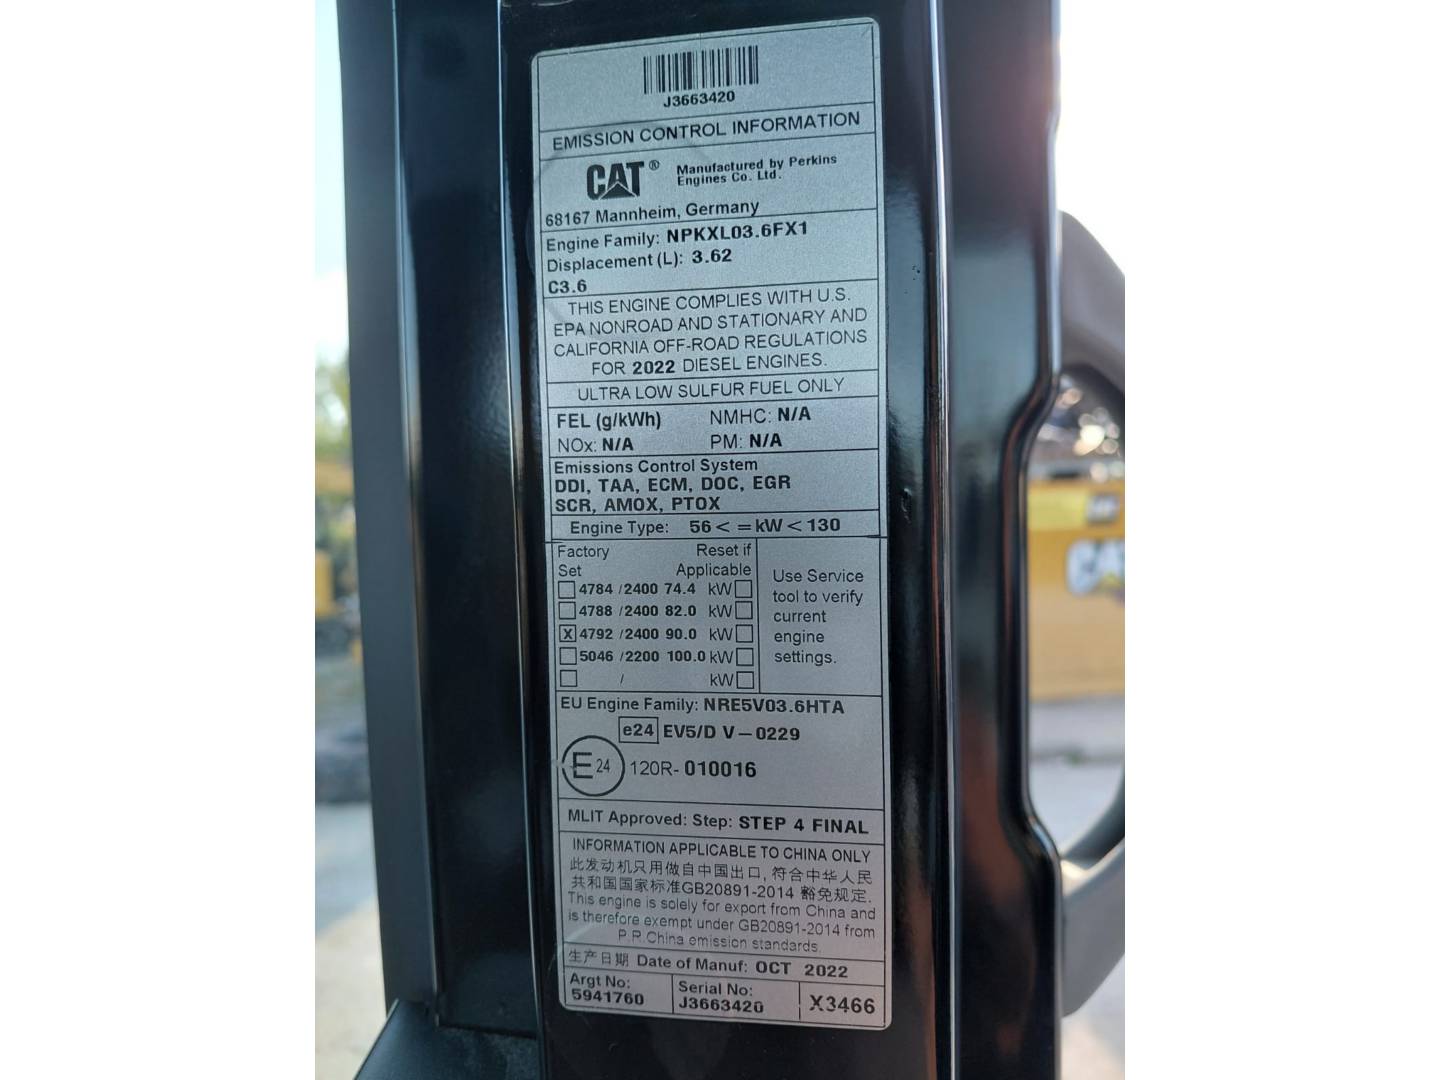 J3663420
EMISSION CONTROL INFORMATION
CAT® Manufactured by Perkins
Engines Co. Ltd.
68167 Mannheim, Germany
Engine Family: NPKXL03.6FX1
Displacement (L): 3.62
C3.6
THIS ENGINE COMPLIES WITH U.S.
EPA NONROAD AND STATIONARY AND
CALIFORNIA OFF-ROAD REGULATIONS
FOR 2022 DIESEL ENGINES.
ULTRA LOW SULFUR FUEL ONLY
FEL (g/kWh) NMHC: N/A
NOx: N/A PM: N/A
Emissions Control System
DDI, TAA, ECM, DOC, EGR
SCR, AMOX, PTOX
Engine Type: 56 < = kW < 130
Factory Reset if
Set Applicable
4784 / 2400 74.4 kW
4788 / 2400 82.0 kW
X 4792 / 2400 90.0 kW
5046 / 2200 100.0 kW
/ kW
Use Service
tool to verify
current
engine
settings.
EU Engine Family: NRE5V03.6HTA
e24 EV5/D V-0229
E 24 120R- 010016
MLIT Approved: Step: STEP 4 FINAL
INFORMATION APPLICABLE TO CHINA ONLY
此发动机只用做自中国出口, 符合中华人民
共和国国家标准GB20891-2014 豁免规定.
This engine is solely for export from China and
is therefore exempt under GB20891-2014 from
P.R.China emission standards.
生产日期 Date of Manuf: OCT 2022
Argt No:
5941760
Serial No:
J3663420
X3466
CAT